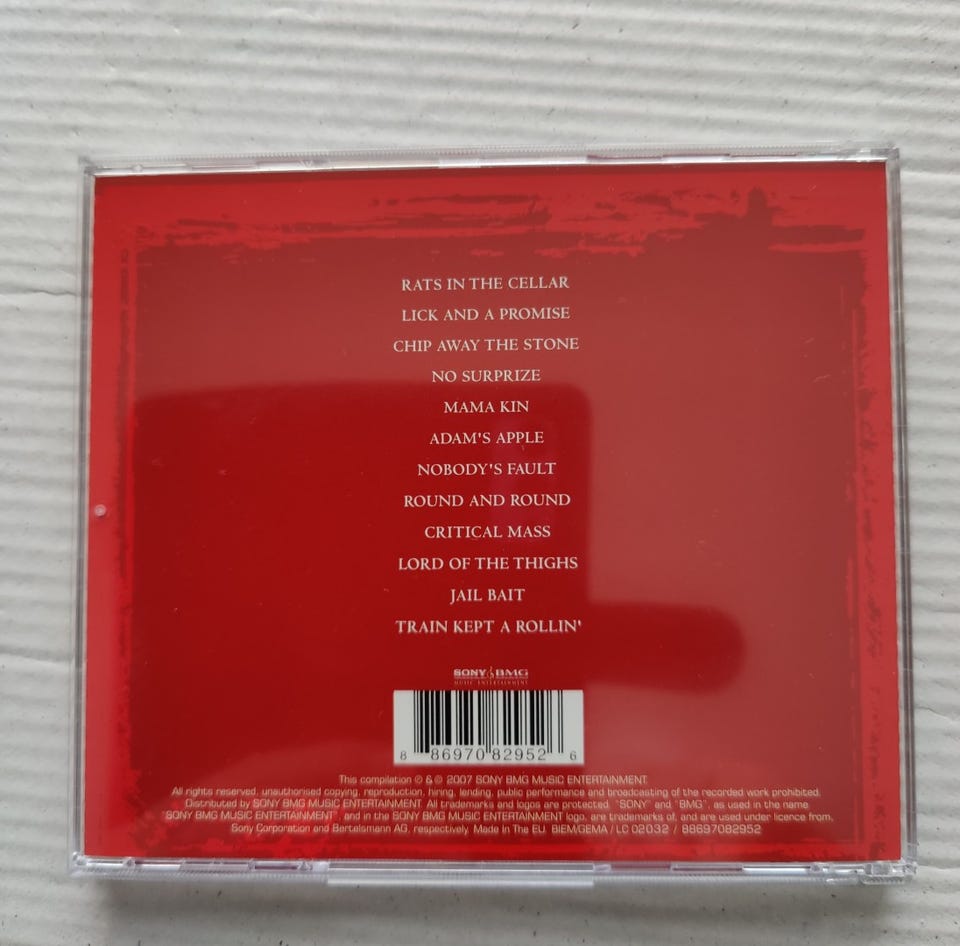 RATS IN THE CELLAR
LICK AND A PROMISE
CHIP AWAY THE STONE
NO SURPRIZE
MAMA KIN
ADAM'S APPLE
NOBODY'S FAULT
ROUND AND ROUND
CRITICAL MASS
LORD OF THE THIGHS
JAIL BAIT
TRAIN KEPT A ROLLIN'
SONY BMG
MUSIC ENTERTAINMENT
8 86970 82952 6
This compilation ℗ & © 2007 SONY BMG MUSIC ENTERTAINMENT.
All rights reserved, unauthorised copying, reproduction, hiring, lending, public performance and broadcasting of the recorded work prohibited.
Distributed by SONY BMG MUSIC ENTERTAINMENT. All trademarks and logos are protected. "SONY" and "BMG", as used in the name
"SONY BMG MUSIC ENTERTAINMENT", and in the SONY BMG MUSIC ENTERTAINMENT logo, are trademarks of, and are used under licence from,
Sony Corporation and Bertelsmann AG, respectively. Made in The EU. BIEM/GEMA / LC 02032 / 88697082952